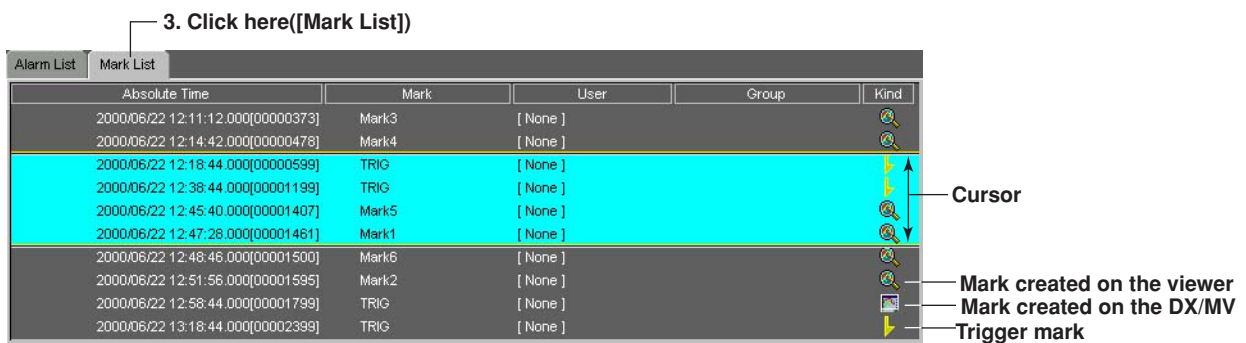 3. Click here([Mark List])
Alarm List Mark List
Absolute Time Mark User Group Kind
2000/06/22 12:11:12.000[00000373] Mark3 [ None ]
2000/06/22 12:14:42.000[00000478] Mark4 [ None ]
2000/06/22 12:18:44.000[00000599] TRIG [ None ]
2000/06/22 12:38:44.000[00001199] TRIG [ None ]
Cursor
2000/06/22 12:45:40.000[00001407] Mark5 [ None ]
2000/06/22 12:47:28.000[00001461] Mark1 [ None ]
2000/06/22 12:48:46.000[00001500] Mark6 [ None ]
2000/06/22 12:51:56.000[00001595] Mark2 [ None ] Mark created on the viewer
2000/06/22 12:58:44.000[00001799] TRIG [ None ] Mark created on the DX/MV
2000/06/22 13:18:44.000[00002399] TRIG [ None ] Trigger mark